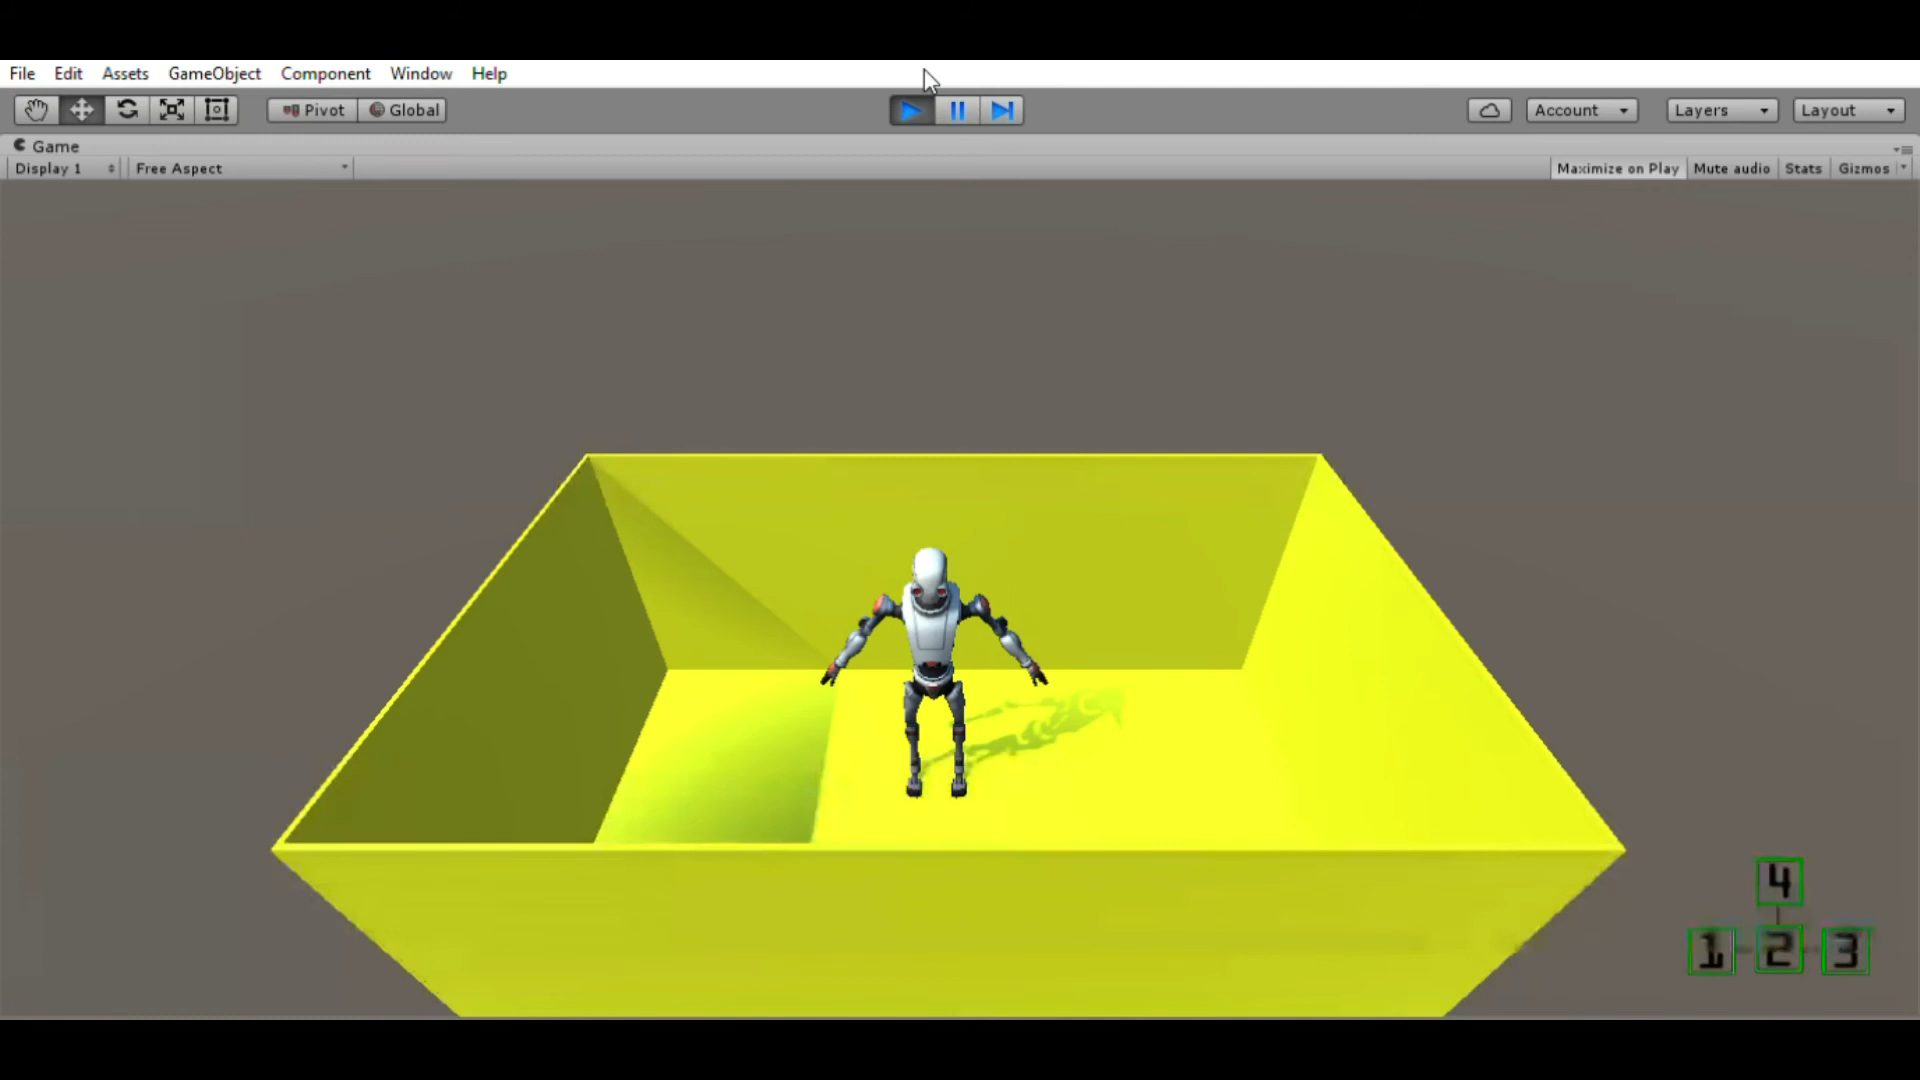 File Edit Assets GameObject Component Window Help
Pivot Global Account Layers Layout
Game
Display 1 Free Aspect Maximize on Play Mute audio Stats Gizmos
4
1 2 3